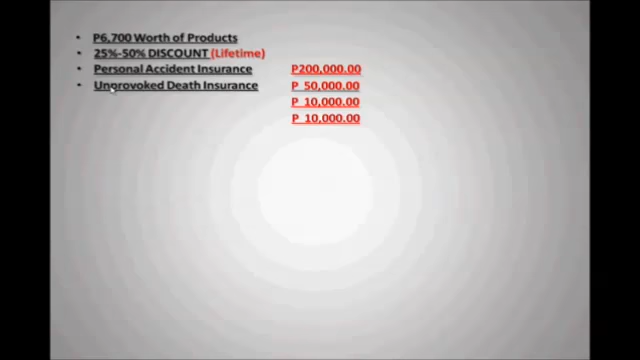 • P6,700 Worth of Products
• 25%-50% DISCOUNT (Lifetime)
• Personal Accident Insurance P200,000.00
• Unprovoked Death Insurance P 50,000.00
P 10,000.00
P 10,000.00